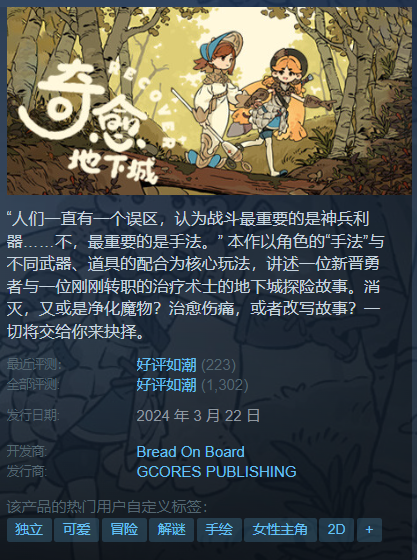 RECOVER
奇愈
地下城
“人们一直有一个误区，认为战斗最重要的是神兵利
器……不，最重要的是手法。” 本作以角色的“手法”与
不同武器、道具的配合为核心玩法，讲述一位新晋勇
者与一位刚刚转职的治疗术士的地下城探险故事。消
灭，又或是净化魔物？治愈伤痛，或者改写故事？一
切将交给你来抉择。
最近评测： 好评如潮 (223)
全部评测: 好评如潮 (1,302)
发行日期: 2024 年 3 月 22 日
开发商: Bread On Board
发行商: GCORES PUBLISHING
该产品的热门用户自定义标签：
独立 可爱 冒险 解谜 手绘 女性主角 2D +